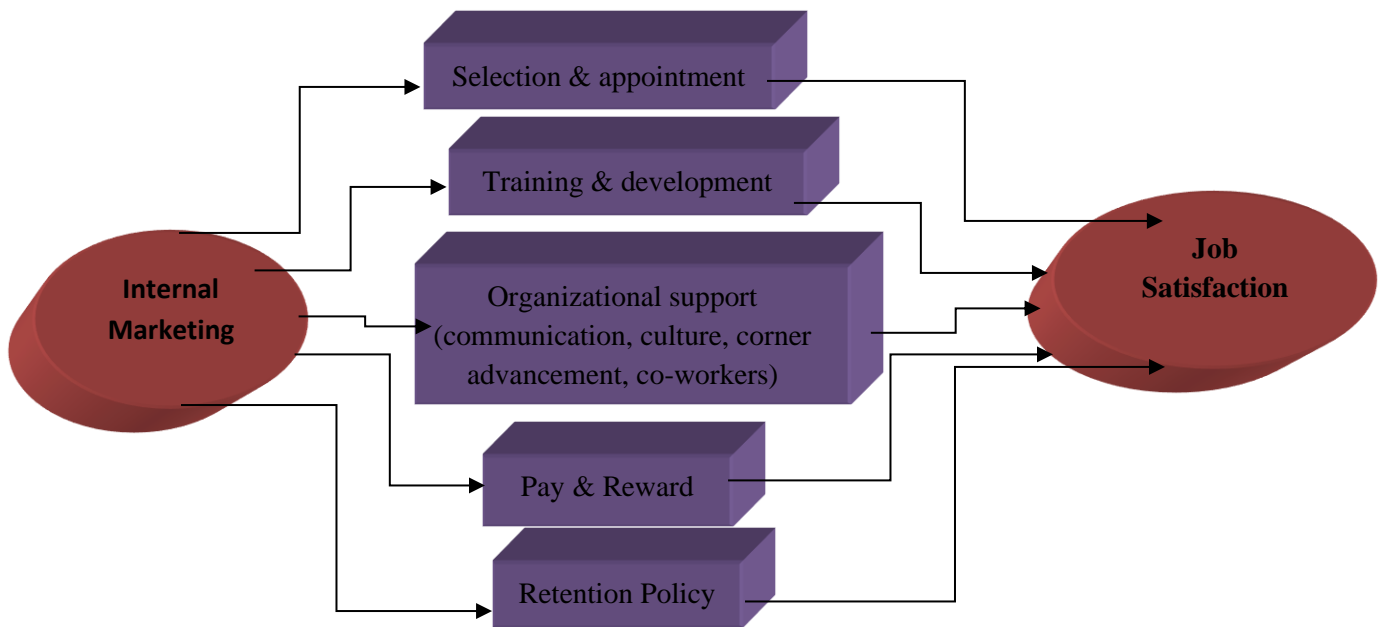 Selection & appointment
Training & development
Internal
Marketing
Organizational support
(communication, culture, corner
advancement, co-workers)
Job
Satisfaction
Pay & Reward
Retention Policy